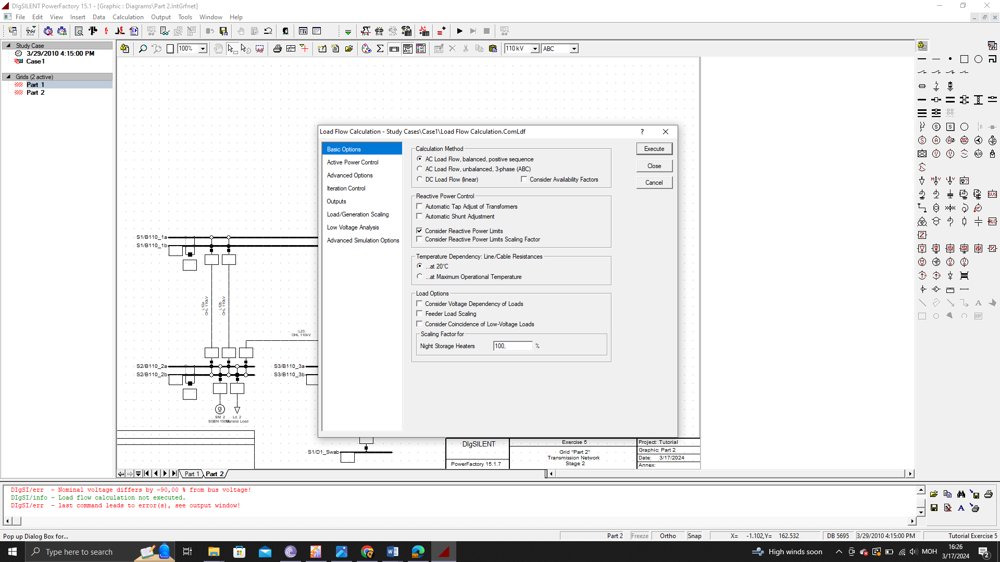 DIgSILENT PowerFactory 15.1 - [Graphic : Diagrams\Part 2.IntGrfnet]
File Edit View Insert Data Calculation Output Tools Window Help
100% 110 kV ABC
Study Case
3/29/2010 4:15:00 PM
Case1
Grids (2 active)
Part 1
Part 2
Load Flow Calculation - Study Cases\Case1\Load Flow Calculation.ComLdf
Basic Options
Active Power Control
Advanced Options
Iteration Control
Outputs
Load/Generation Scaling
Low Voltage Analysis
Advanced Simulation Options
Calculation Method
AC Load Flow, balanced, positive sequence
AC Load Flow, unbalanced, 3-phase (ABC)
DC Load Flow (linear)
Consider Availability Factors
Reactive Power Control
Automatic Tap Adjust of Transformers
Automatic Shunt Adjustment
Consider Reactive Power Limits
Consider Reactive Power Limits Scaling Factor
Temperature Dependency: Line/Cable Resistances
...at 20°C
...at Maximum Operational Temperature
Load Options
Consider Voltage Dependency of Loads
Feeder Load Scaling
Consider Coincidence of Low-Voltage Loads
Scaling Factor for
Night Storage Heaters 100, %
Execute
Close
Cancel
S1/B110_1a
S1/B110_1b
L12a
OHL 110kV
L12b
OHL 110kV
L23
OHL 110kV
S2/B110_2a
S2/B110_2b
S3/B110_3a
S3/B110_3b
G
SM 2
Ld. 2
General Load
S1/D1_Swab
DIgSILENT
PowerFactory 15.1.7
Exercise 5
Grid "Part 2"
Transmission Network
Stage 2
Project: Tutorial
Graphic: Part 2
Date: 3/17/2024
Annex:
Part 1 Part 2
DIgSI/err - Nominal voltage differs by -90,00 % from bus voltage!
DIgSI/info - Load flow calculation not executed.
DIgSI/err - last command leads to error(s), see output window!
Pop up Dialog Box for...
Part 2 Freeze Ortho Snap X= -1.102,Y= 162.532 DB 5695 3/29/2010 4:15:00 PM Tutorial Exercise 5
Type here to search
High winds soon
MOH
16:26
3/17/2024
2